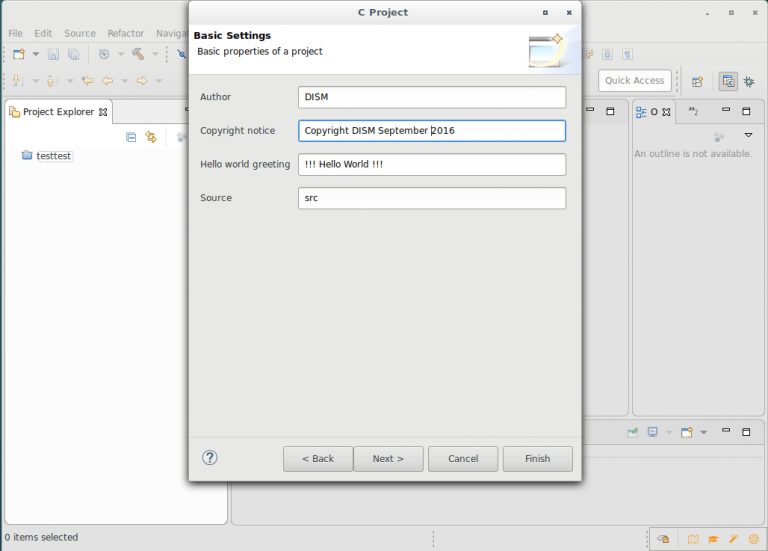 C Project
File Edit Source Refactor
Basic Settings
Basic properties of a project
Quick Access
Project Explorer
O
»2
testtest
An outline is not available.
Author DISM
Copyright notice Copyright DISM September 2016
Hello world greeting !!! Hello World !!!
Source src
?
< Back Next > Cancel Finish
0 items selected